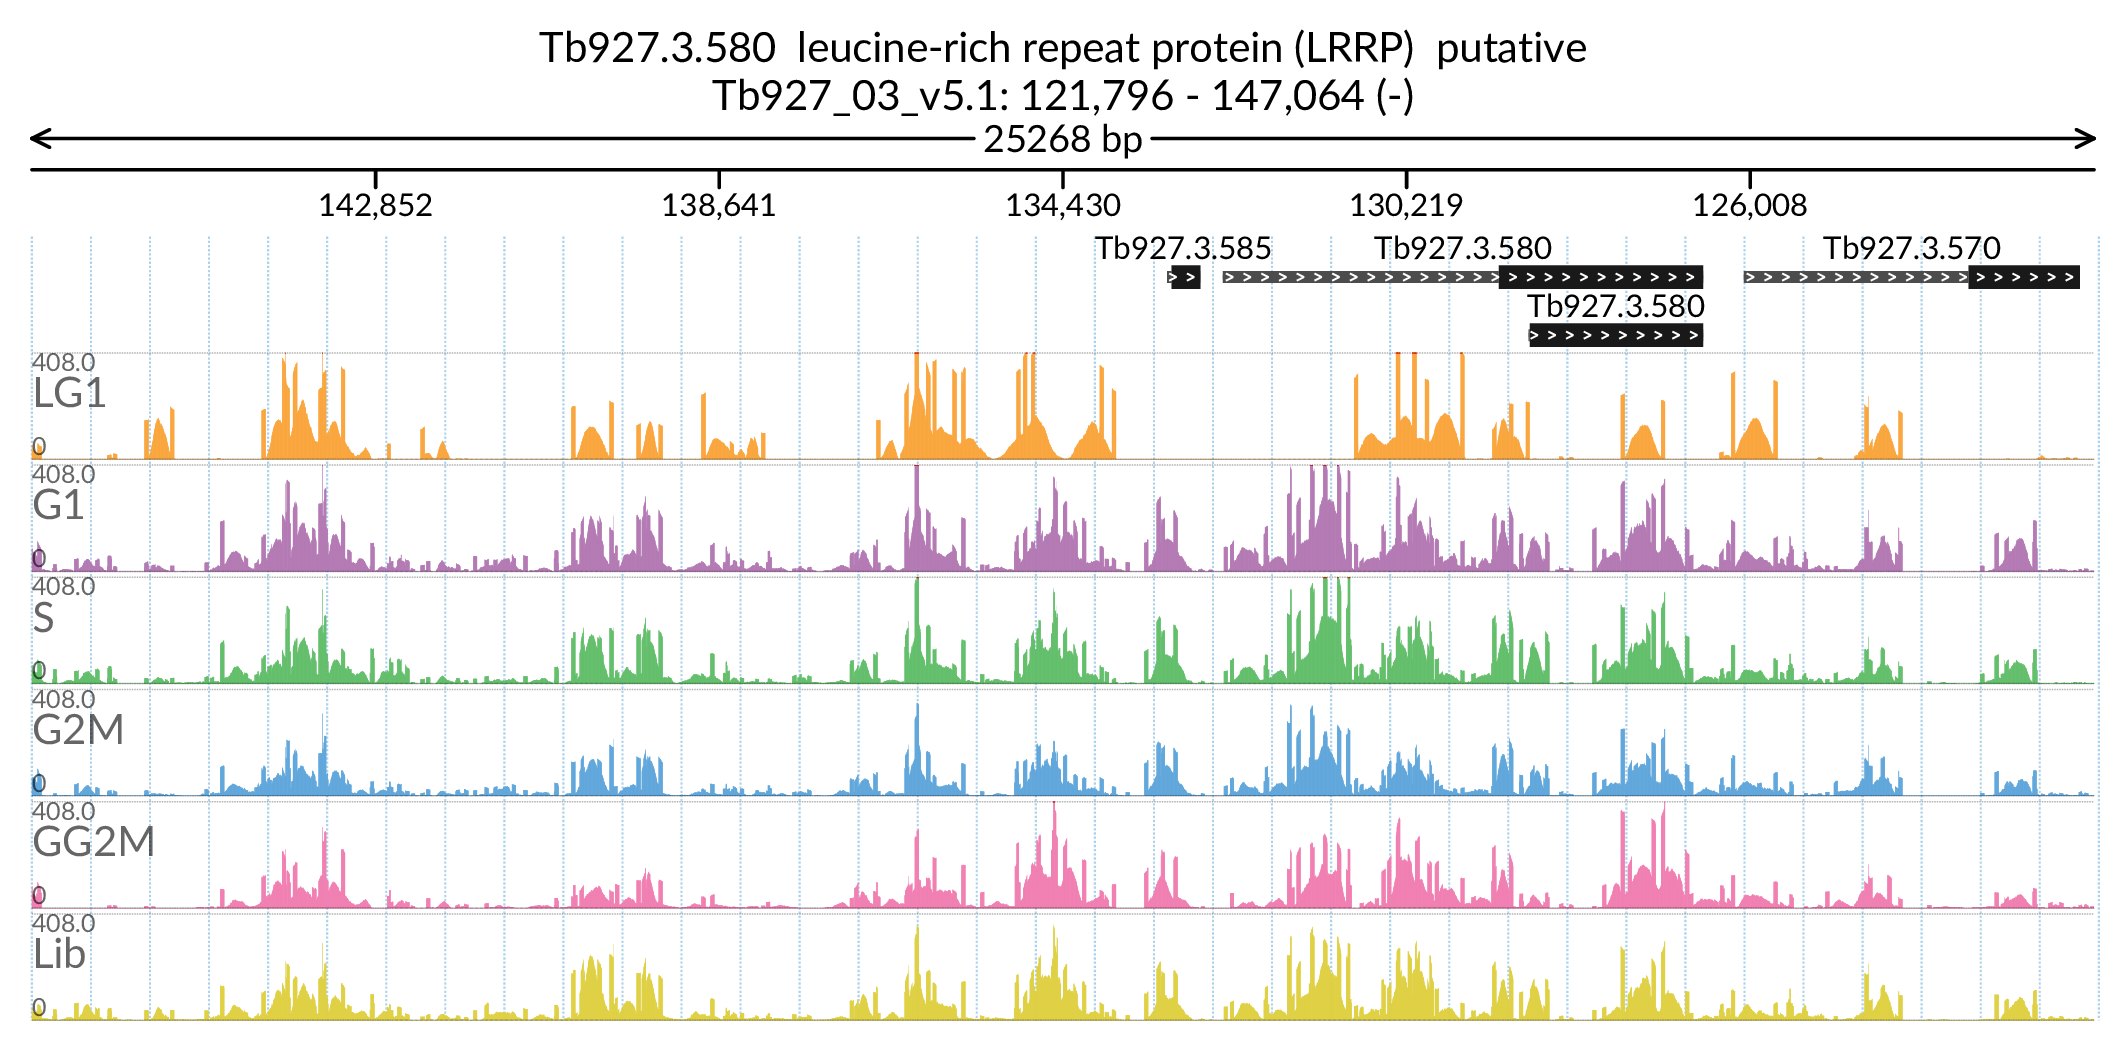 Tb927.3.580 leucine-rich repeat protein (LRRP) putative
Tb927_03_v5.1: 121,796 - 147,064 (-)
25268 bp
142,852 138,641 134,430 130,219 126,008
Tb927.3.585 Tb927.3.580 Tb927.3.570
Tb927.3.580
408.0
LG1
0
408.0
G1
0
408.0
S
0
408.0
G2M
0
408.0
GG2M
0
408.0
Lib
0